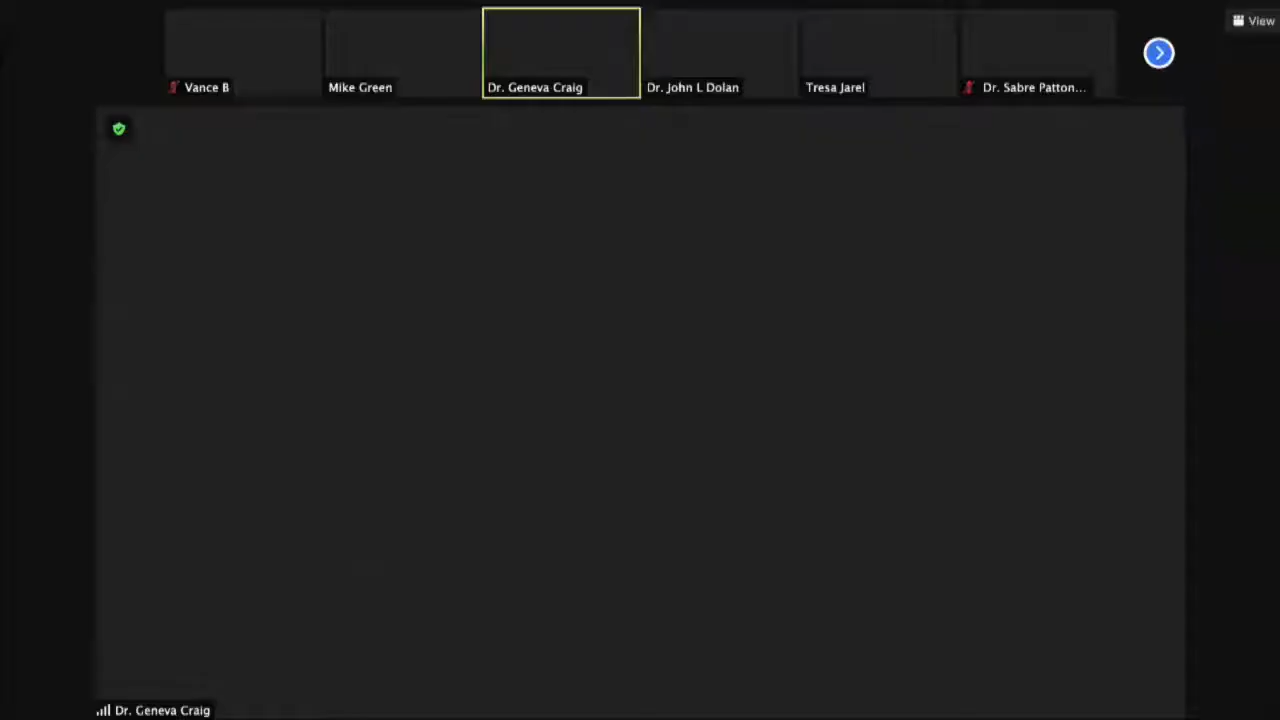 View
Vance B
Mike Green
Dr. Geneva Craig
Dr. John L Dolan
Tresa Jarel
Dr. Sabre Patton...
Dr. Geneva Craig